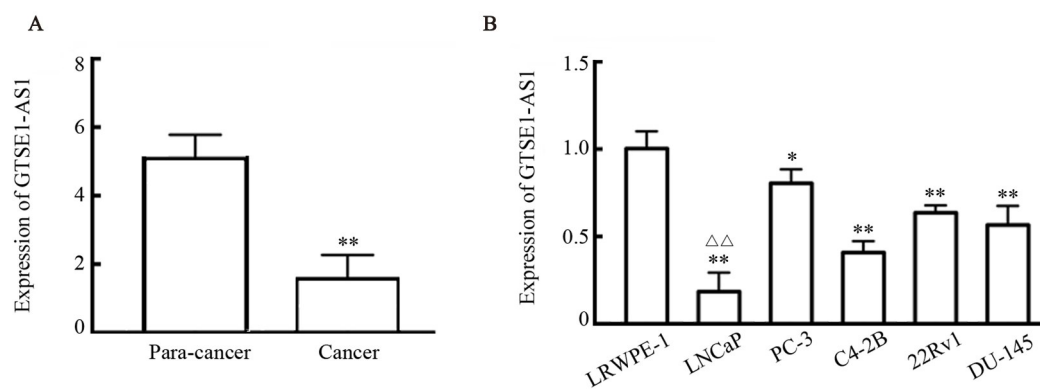 A
Expression of GTSE1-AS1
8
6
4
2
0
**
Para-cancer
Cancer
B
Expression of GTSE1-AS1
1.5
1.0
0.5
0
△△
**
*
**
**
**
LRWPE-1
LNCaP
PC-3
C4-2B
22Rv1
DU-145